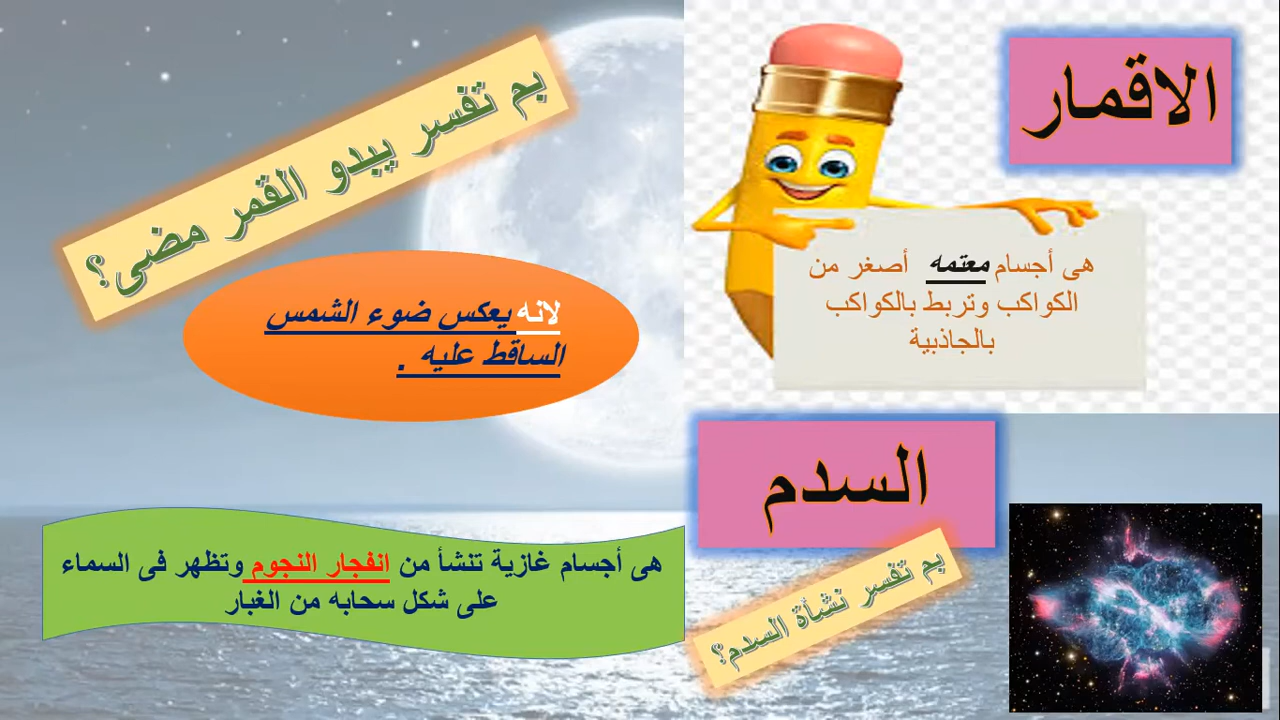 الاقمار
هى أجسام معتمه أصغر من
الكواكب وتربط بالكواكب
بالجاذبية
بم تفسر يبدو القمر مضى؟
لانه يعكس ضوء الشمس
الساقط عليه .
السدم
بم تفسر نشأة السدم؟
هى أجسام غازية تنشأ من انفجار النجوم وتظهر فى السماء
على شكل سحابه من الغبار